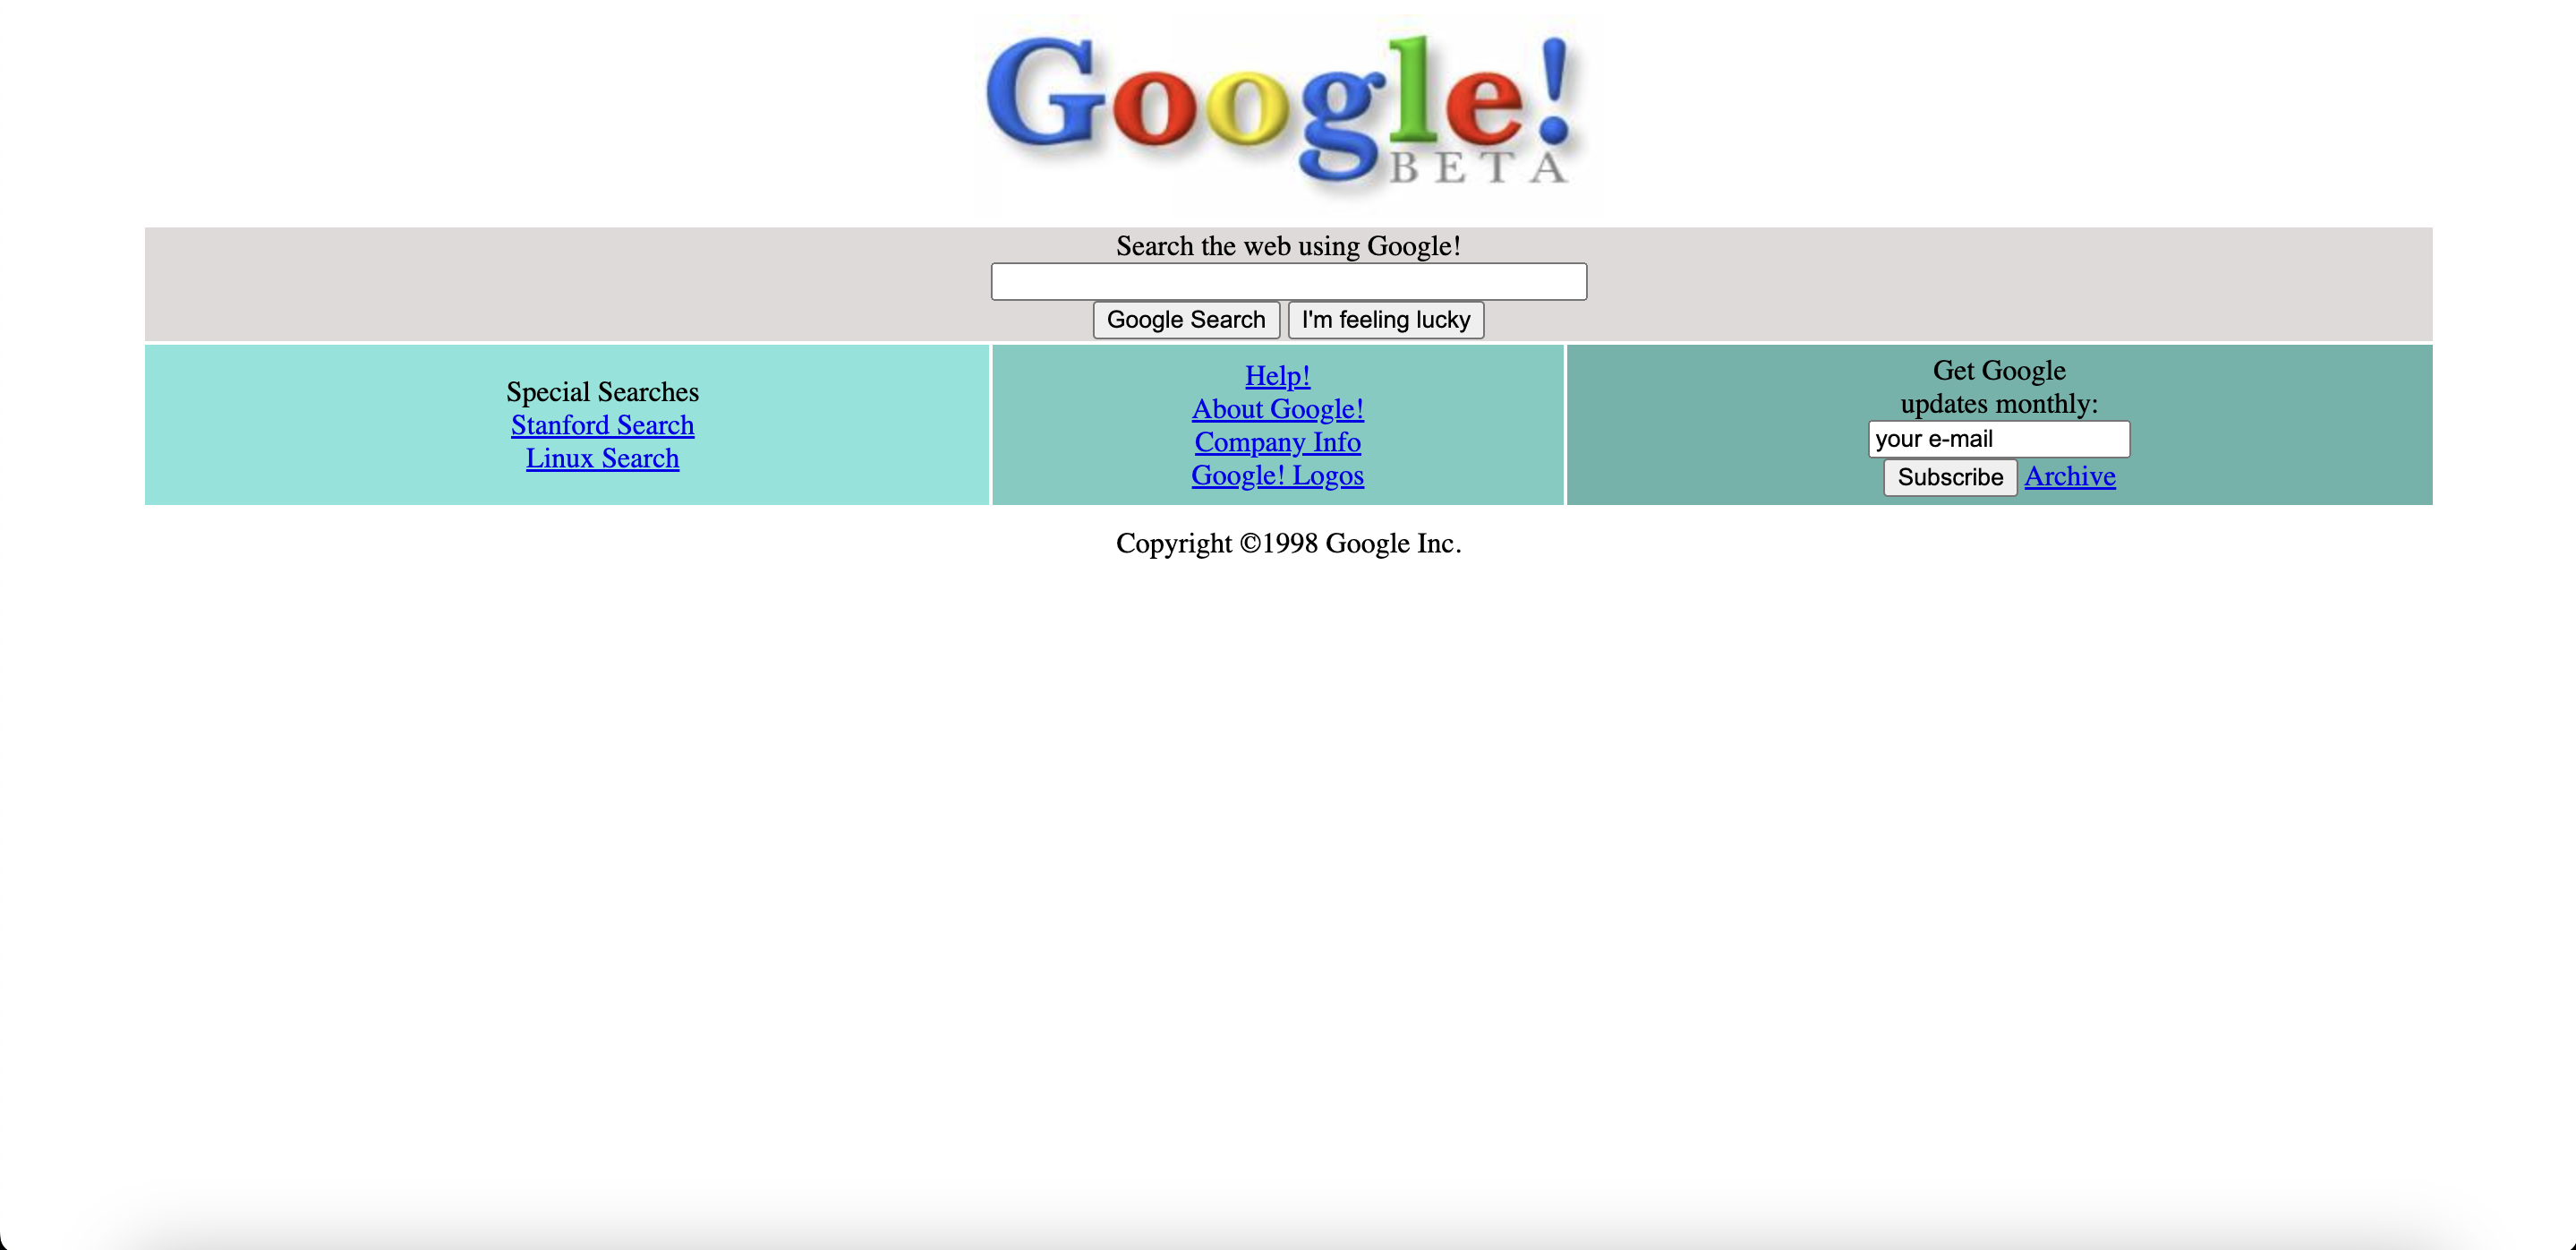 Google!
BETA
Search the web using Google!
Google Search I'm feeling lucky
Special Searches
Stanford Search
Linux Search
Help!
About Google!
Company Info
Google! Logos
Get Google
updates monthly:
your e-mail
Subscribe Archive
Copyright ©1998 Google Inc.